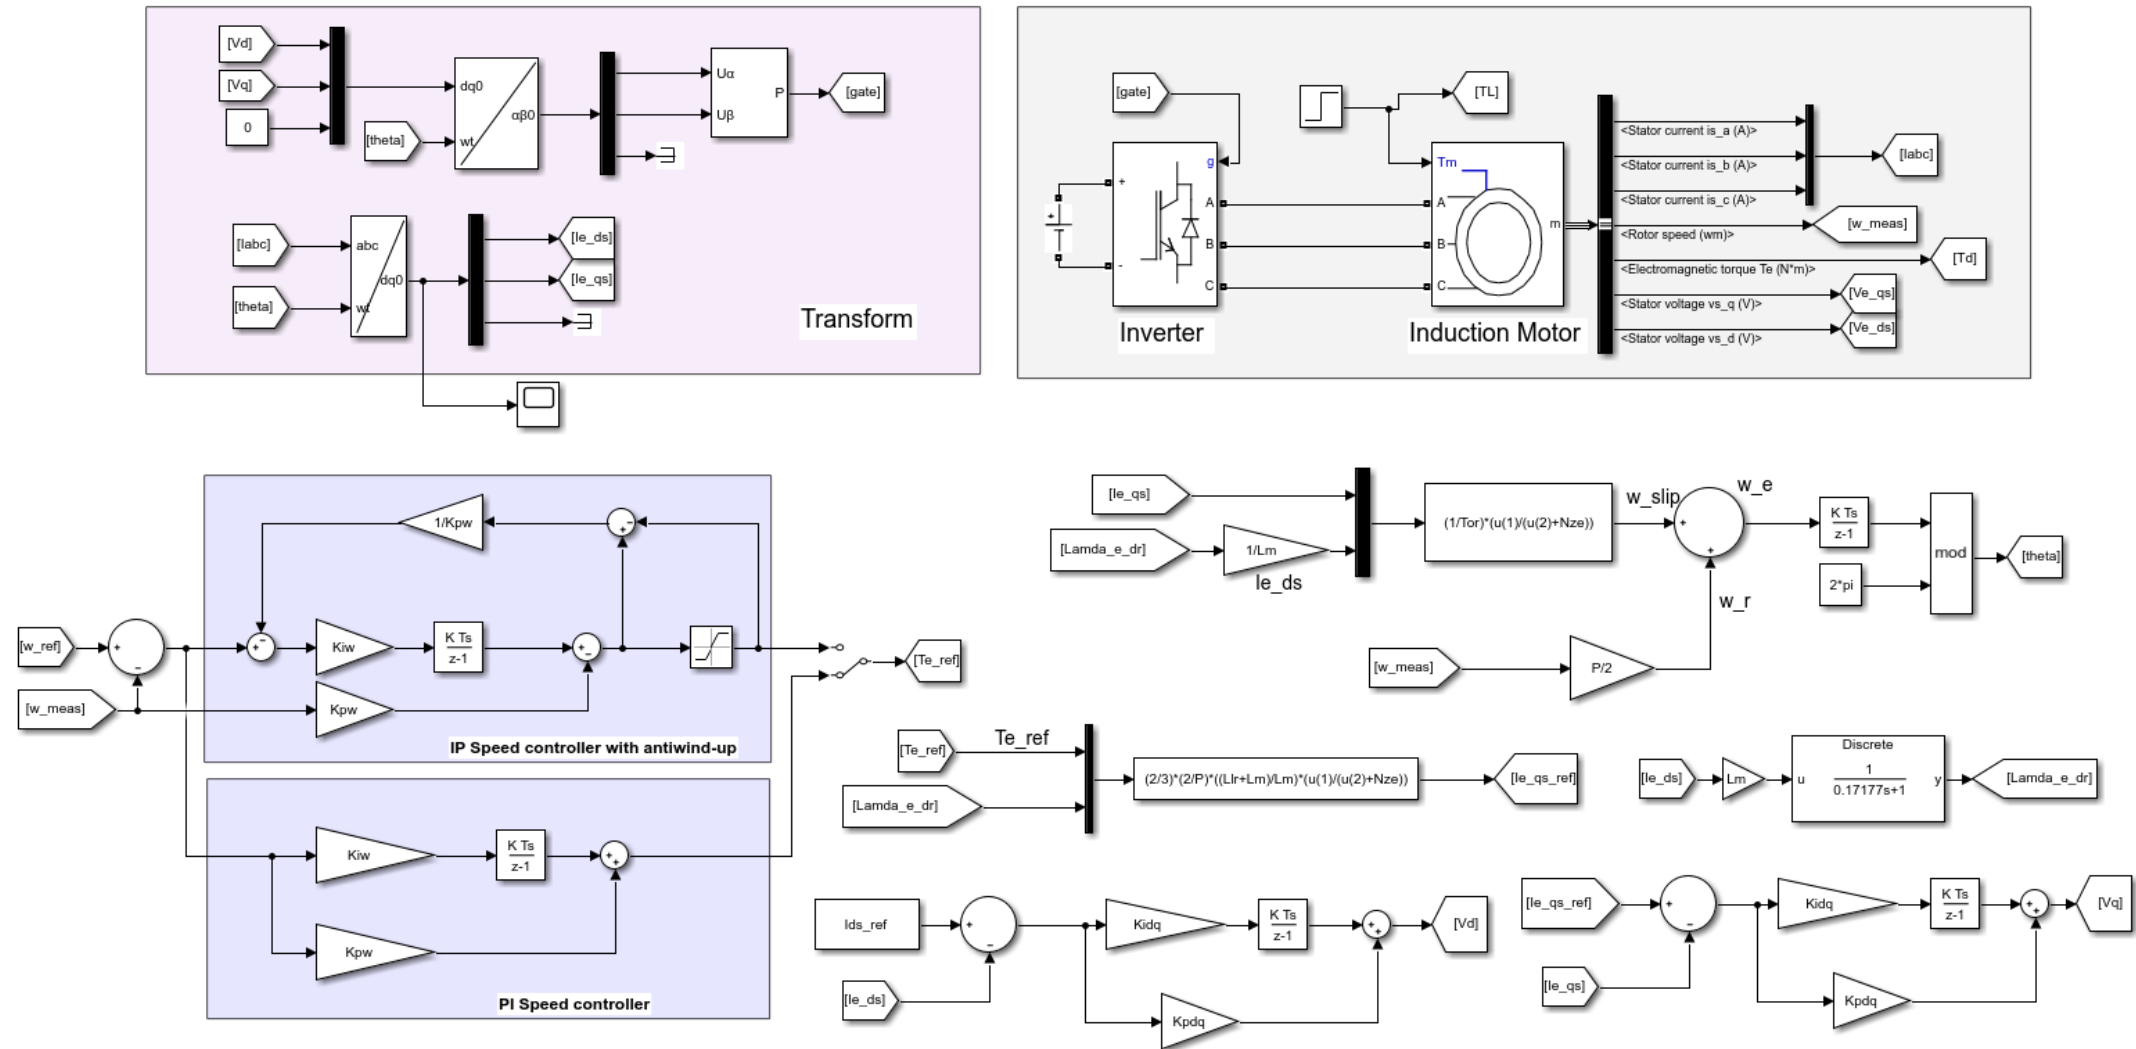 [Vd]
[Vq]
0
dq0
wt
αβ0
[theta]
Uα
Uβ
P
[gate]
[Iabc]
[theta]
abc
wt
dq0
[Ie_ds]
[Ie_qs]
Transform
[gate]
[TL]
g
+
-
A
B
C
Inverter
Tm
A
B
C
m
Induction Motor
<Stator current is_a (A)>
<Stator current is_b (A)>
<Stator current is_c (A)>
<Rotor speed (wm)>
<Electromagnetic torque Te (N*m)>
<Stator voltage vs_q (V)>
<Stator voltage vs_d (V)>
[Iabc]
[w_meas]
[Td]
[Ve_qs]
[Ve_ds]
1/Kpw
[w_ref]
[w_meas]
Kiw
K Ts
z-1
Kpw
IP Speed controller with antiwind-up
[Te_ref]
Kiw
K Ts
z-1
Kpw
PI Speed controller
[Ie_qs]
[Lamda_e_dr]
1/Lm
Ie_ds
(1/Tor)*(u(1)/(u(2)+Nze))
w_slip
w_e
w_r
K Ts
z-1
2*pi
mod
[theta]
[w_meas]
P/2
[Te_ref]
Te_ref
[Lamda_e_dr]
(2/3)*(2/P)*((Llr+Lm)/Lm)*(u(1)/(u(2)+Nze))
[Ie_qs_ref]
[Ie_ds]
Lm
Discrete
u
1
0.17177s+1
y
[Lamda_e_dr]
Ids_ref
[Ie_ds]
Kidq
K Ts
z-1
Kpdq
[Vd]
[Ie_qs_ref]
[Ie_qs]
Kidq
K Ts
z-1
Kpdq
[Vq]